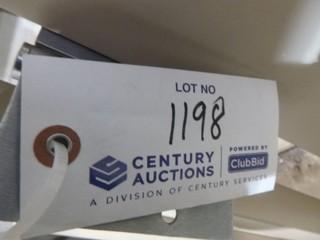 LOT NO
1198
CENTURY
AUCTIONS
POWERED BY
ClubBid
A DIVISION OF CENTURY SERVICES